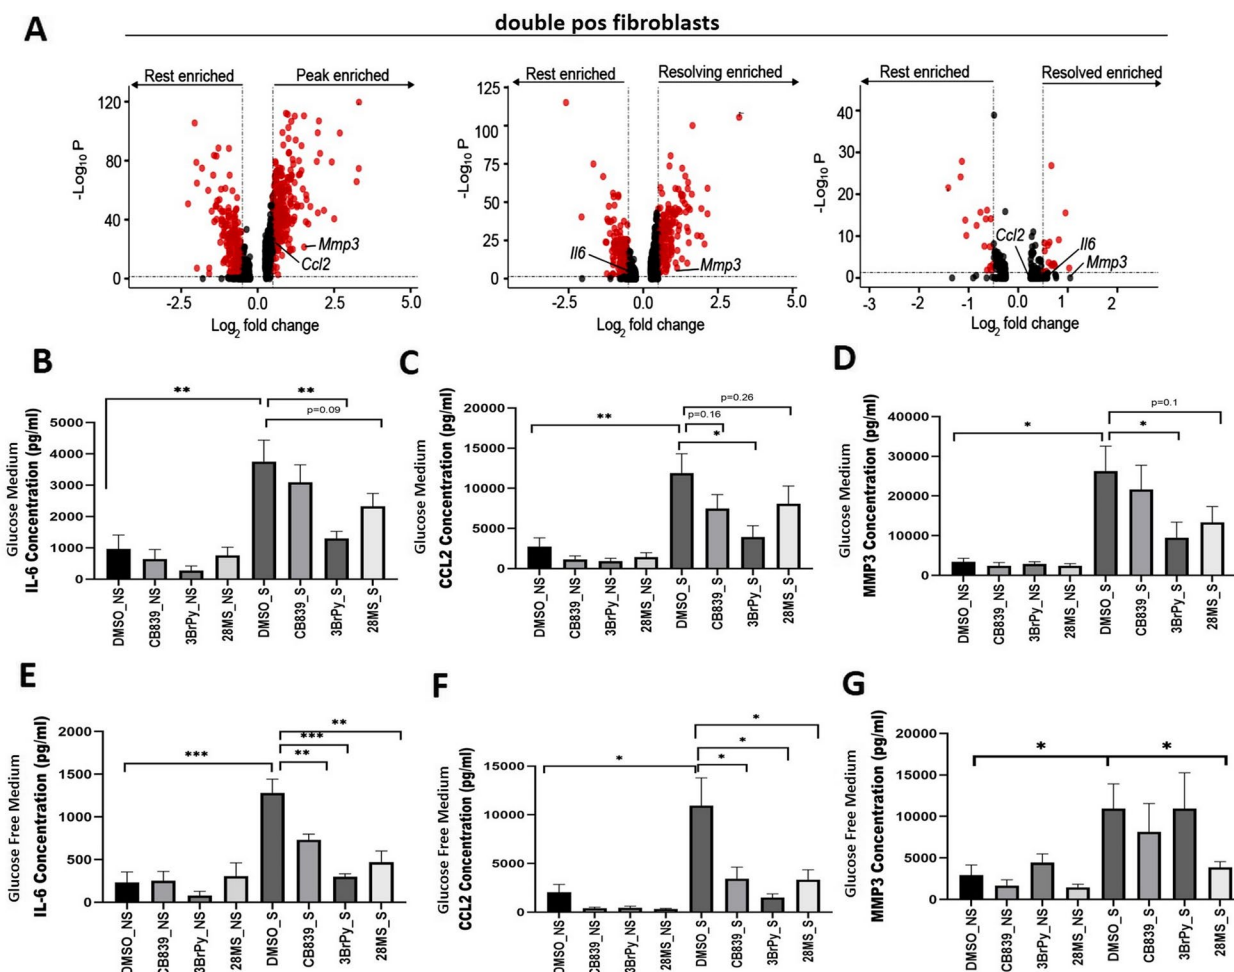 A
double pos fibroblasts
Rest enriched
Peak enriched
120
80
40
0
-Log10 P
Mmp3
Ccl2
-2.5
0.0
2.5
5.0
Log2 fold change
Rest enriched
Resolving enriched
125
100
75
50
25
0
-Log10 P
Il6
Mmp3
-2.5
0.0
2.5
5.0
Log2 fold change
Rest enriched
Resolved enriched
40
30
20
10
0
-Log10 P
Ccl2
Il6
Mmp3
-3
-2
-1
0.0
1
2
Log2 fold change
B
Glucose Medium
IL-6 Concentration (pg/ml)
5000
4000
3000
2000
1000
0
**
**
p=0.09
DMSO_NS
CB839_NS
3BrPy_NS
28MS_NS
DMSO_S
CB839_S
3BrPy_S
28MS_S
C
Glucose Medium
CCL2 Concentration (pg/ml)
20000
15000
10000
5000
0
**
p=0.26
p=0.16
*
DMSO_NS
CB839_NS
3BrPy_NS
28MS_NS
DMSO_S
CB839_S
3BrPy_S
28MS_S
D
Glucose Medium
MMP3 Concentration (pg/ml)
40000
30000
20000
10000
0
*
p=0.1
*
DMSO_NS
CB839_NS
3BrPy_NS
28MS_NS
DMSO_S
CB839_S
3BrPy_S
28MS_S
E
Glucose Free Medium
IL-6 Concentration (pg/ml)
2000
1500
1000
500
0
***
**
***
**
DMSO_NS
CB839_NS
3BrPy_NS
28MS_NS
DMSO_S
CB839_S
3BrPy_S
28MS_S
F
Glucose Free Medium
CCL2 Concentration (pg/ml)
15000
10000
5000
0
*
*
*
*
DMSO_NS
CB839_NS
3BrPy_NS
28MS_NS
DMSO_S
CB839_S
3BrPy_S
28MS_S
G
Glucose Free Medium
MMP3 Concentration (pg/ml)
20000
15000
10000
5000
0
*
*
DMSO_NS
CB839_NS
3BrPy_NS
28MS_NS
DMSO_S
CB839_S
3BrPy_S
28MS_S